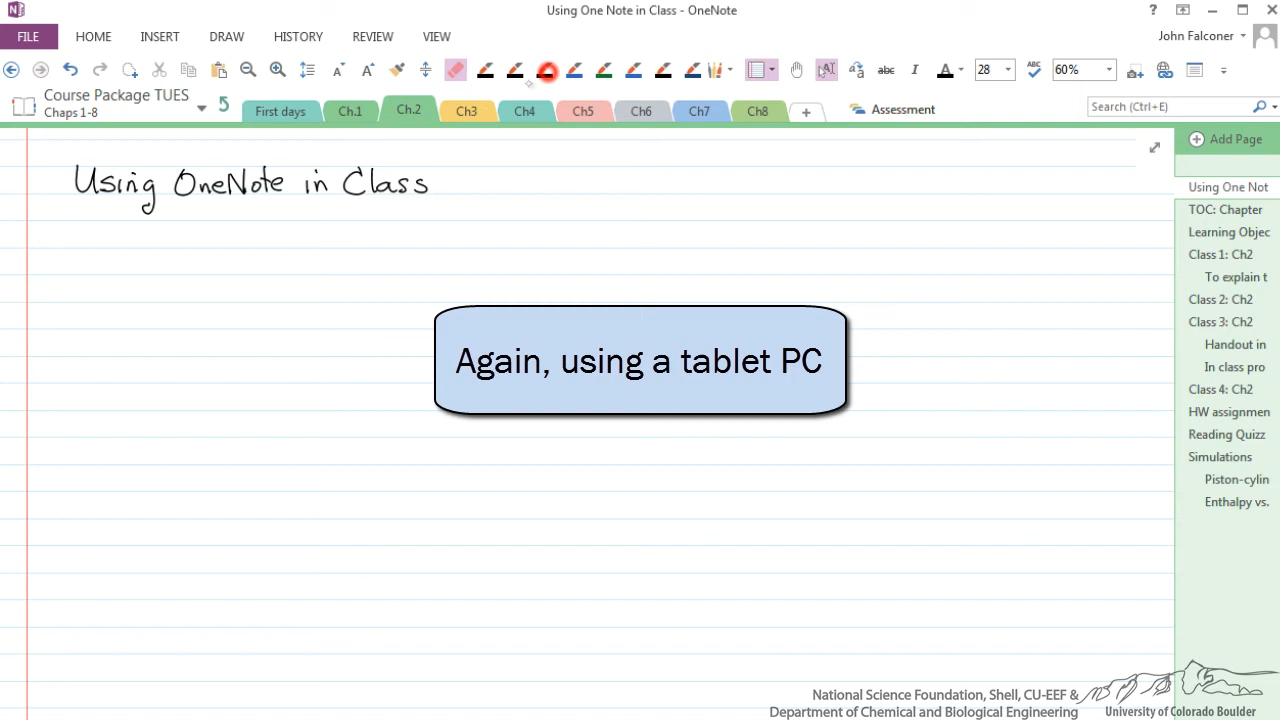 Using One Note in Class - OneNote
FILE HOME INSERT DRAW HISTORY REVIEW VIEW
John Falconer
abc I A 28 ABC 60%
Course Package TUES
Chaps 1-8
First days Ch.1 Ch.2 Ch3 Ch4 Ch5 Ch6 Ch7 Ch8 + Assessment
Search (Ctrl+E)
Add Page
Using OneNote in Class
Using One Not
TOC: Chapter
Learning Objec
Class 1: Ch2
To explain t
Class 2: Ch2
Class 3: Ch2
Handout in
In class pro
Class 4: Ch2
HW assignmen
Reading Quizz
Simulations
Piston-cylin
Enthalpy vs.
Again, using a tablet PC
National Science Foundation, Shell, CU-EEF &
Department of Chemical and Biological Engineering
University of Colorado Boulder